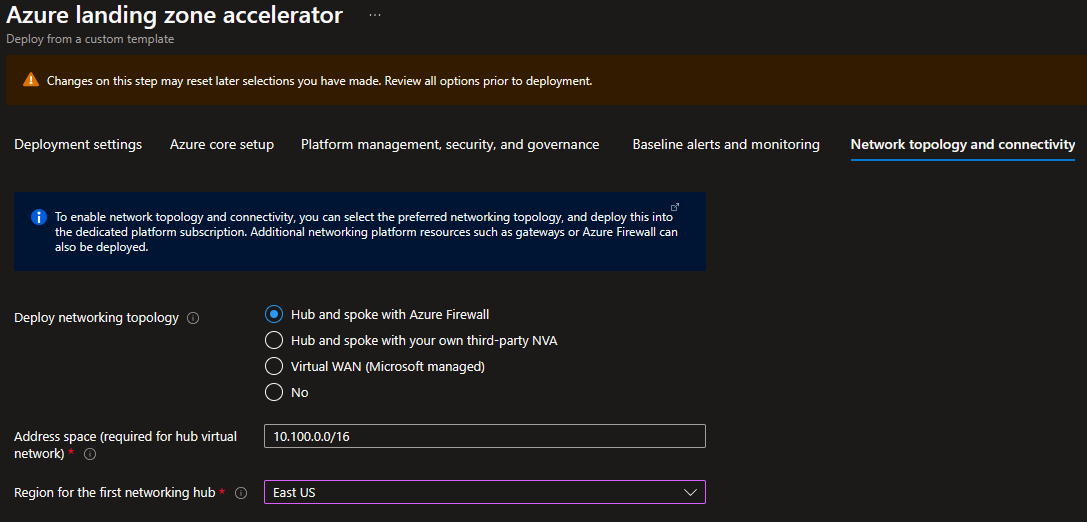 Azure landing zone accelerator ...
Deploy from a custom template
Changes on this step may reset later selections you have made. Review all options prior to deployment.
Deployment settings Azure core setup Platform management, security, and governance Baseline alerts and monitoring Network topology and connectivity
To enable network topology and connectivity, you can select the preferred networking topology, and deploy this into
the dedicated platform subscription. Additional networking platform resources such as gateways or Azure Firewall can
also be deployed.
Deploy networking topology
Hub and spoke with Azure Firewall
Hub and spoke with your own third-party NVA
Virtual WAN (Microsoft managed)
No
Address space (required for hub virtual
network) *
10.100.0.0/16
Region for the first networking hub *
East US